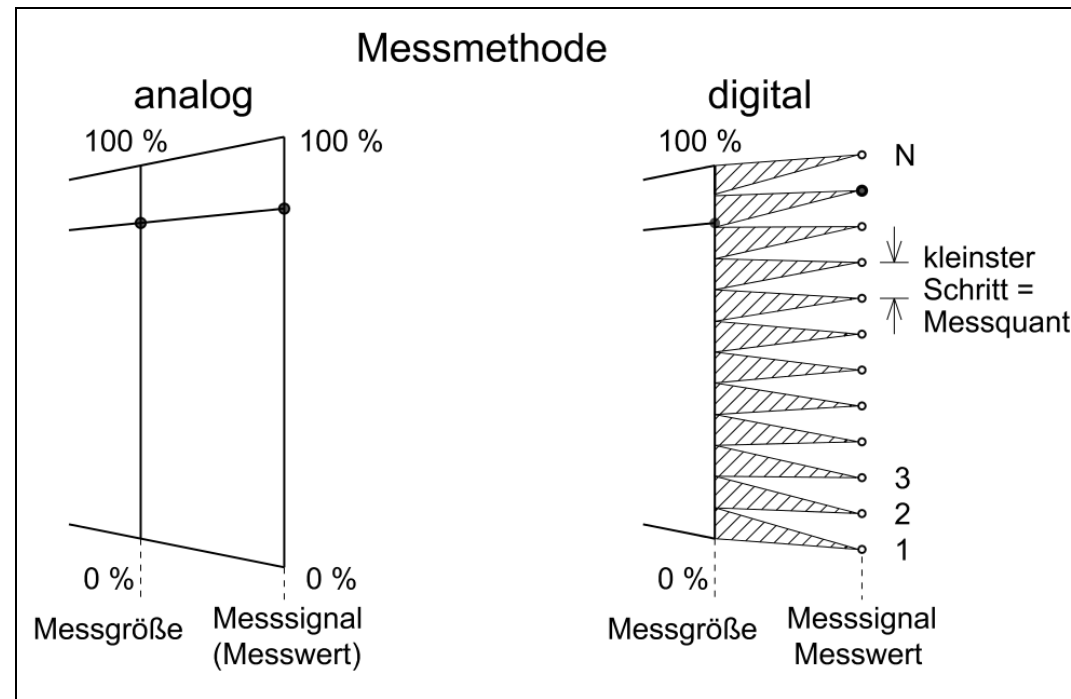 Messmethode
analog
digital
100 %
100 %
0 %
0 %
Messgröße
Messsignal
(Messwert)
100 %
N
kleinster
Schritt =
Messquant
3
2
1
0 %
Messgröße
Messsignal
Messwert